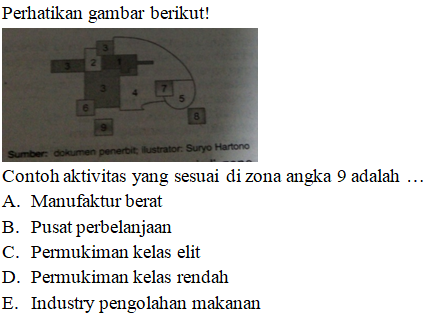 Perhatikan gambar berikut!
3
3 2 1
3 4 7 5
6 8
9
Sumber: dokumen penerbit; ilustrator: Suryo Hartono
Contoh aktivitas yang sesuai di zona angka 9 adalah …
A. Manufaktur berat
B. Pusat perbelanjaan
C. Permukiman kelas elit
D. Permukiman kelas rendah
E. Industry pengolahan makanan